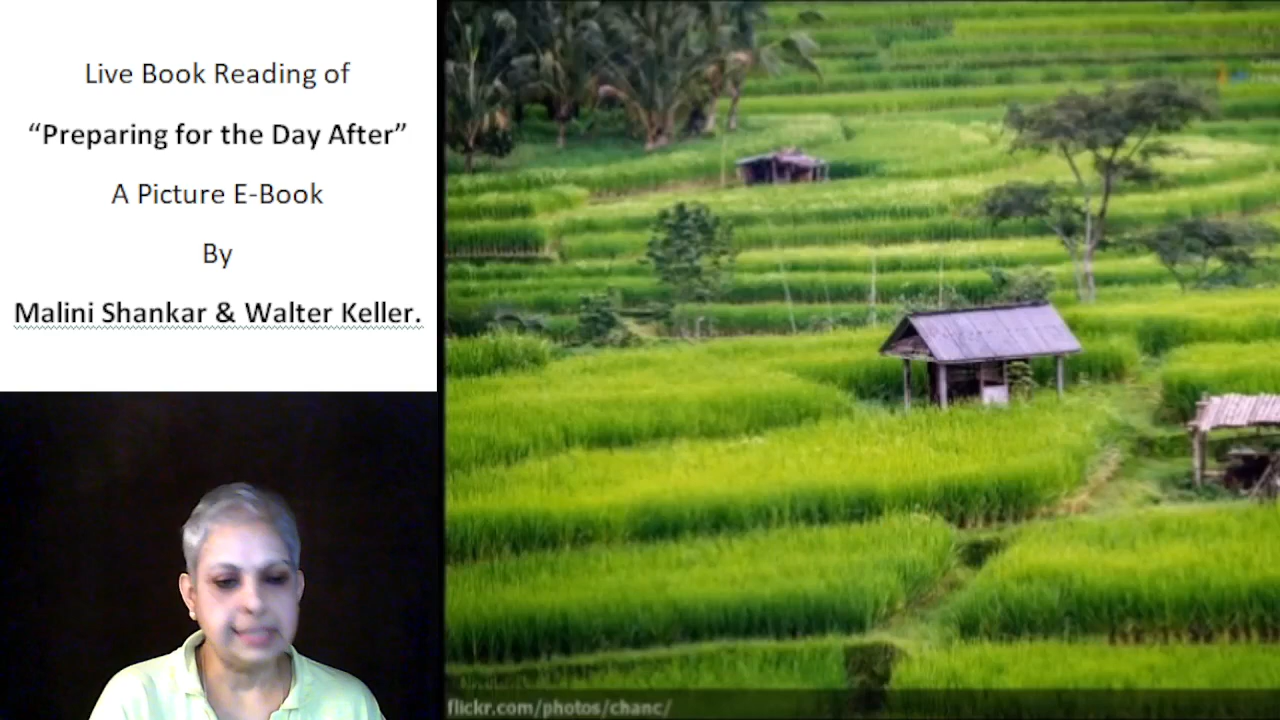 Live Book Reading of
“Preparing for the Day After”
A Picture E-Book
By
Malini Shankar & Walter Keller.
flickr.com/photos/chanc/